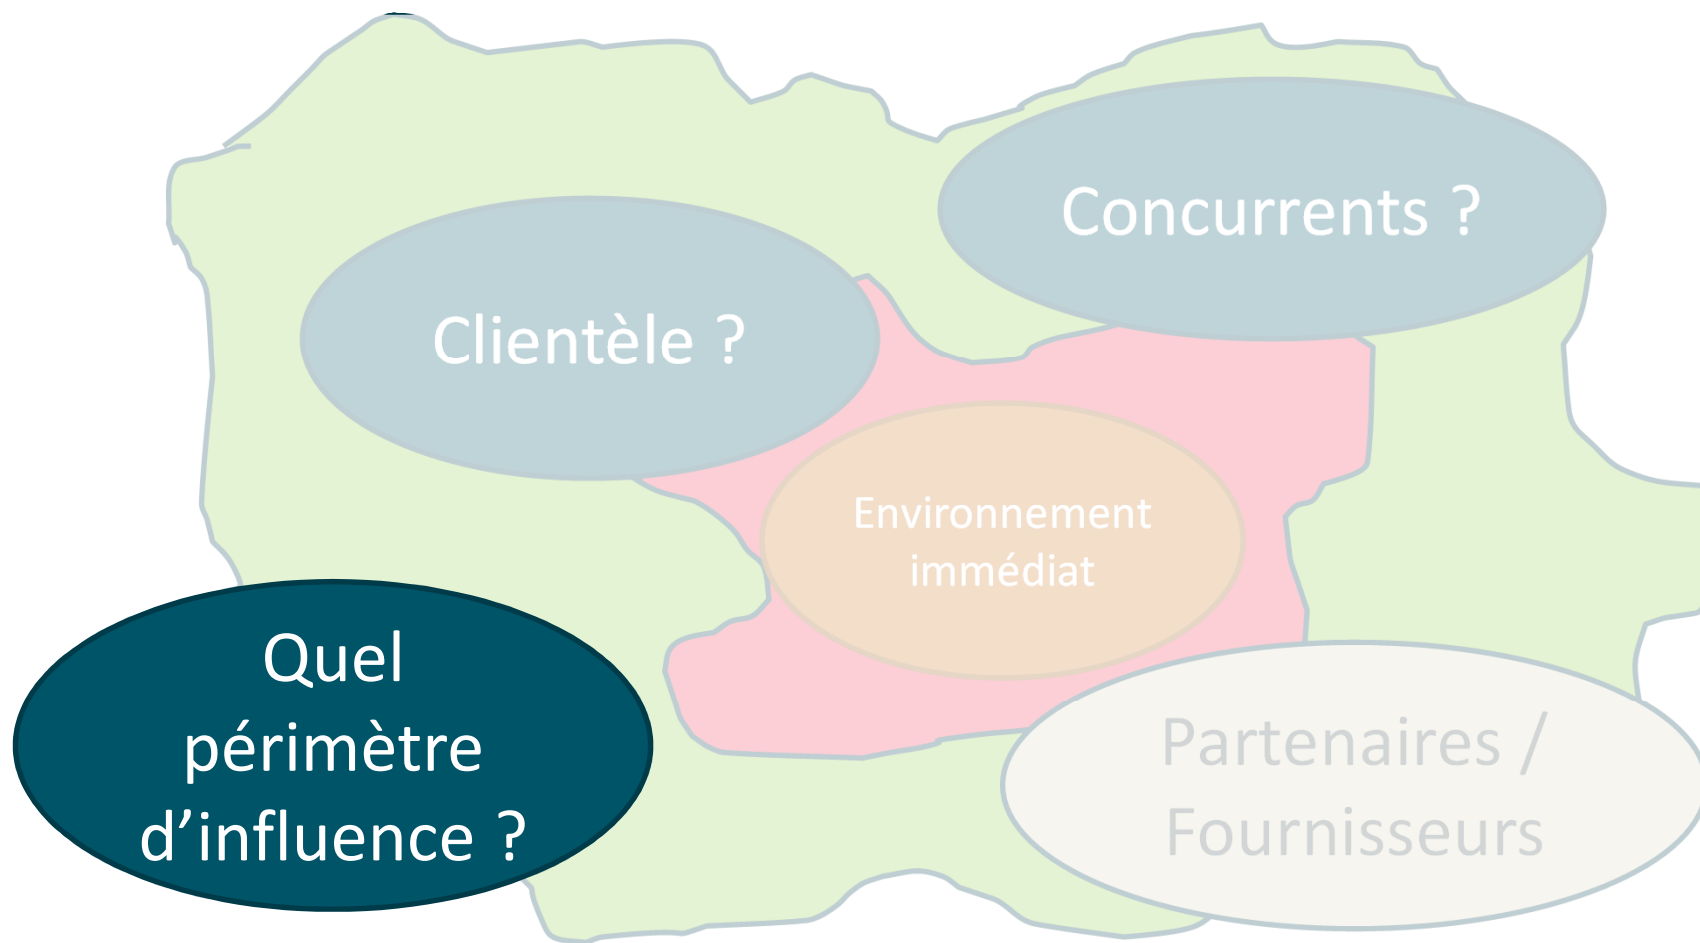 Concurrents ?
Clientèle ?
Environnement
immédiat
Quel
périmètre
d’influence ?
Partenaires /
Fournisseurs